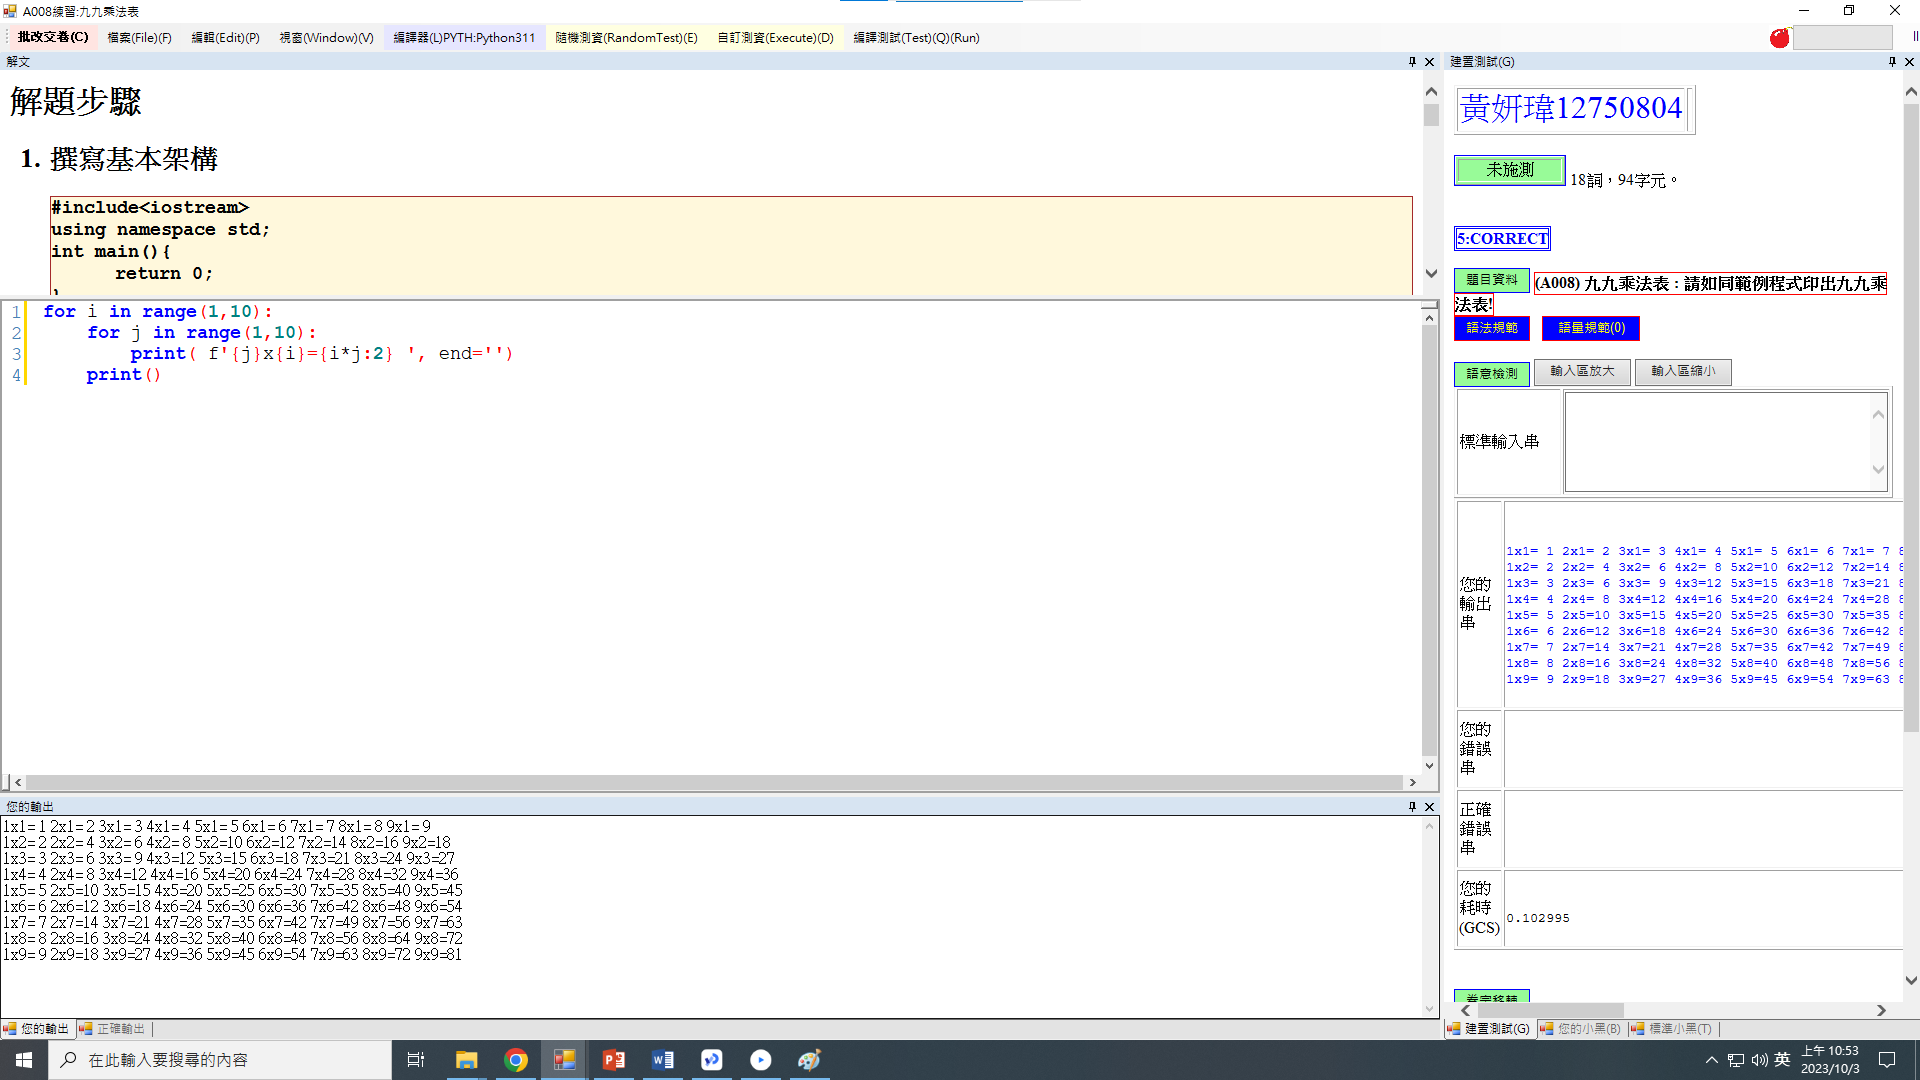 A008練習:九九乘法表
批改交卷(C) 檔案(File)(F) 編輯(Edit)(P) 視窗(Window)(V) 編譯器(L)PYTH:Python311 隨機測資(RandomTest)(E) 自訂測資(Execute)(D) 編譯測試(Test)(Q)(Run)
解文
解題步驟
1. 撰寫基本架構
#include<iostream>
using namespace std;
int main(){
return 0;
1 for i in range(1,10):
2 for j in range(1,10):
3 print( f'{j}x{i}={i*j:2} ', end='')
4 print()
您的輸出
1x1= 1 2x1= 2 3x1= 3 4x1= 4 5x1= 5 6x1= 6 7x1= 7 8x1= 8 9x1= 9
1x2= 2 2x2= 4 3x2= 6 4x2= 8 5x2=10 6x2=12 7x2=14 8x2=16 9x2=18
1x3= 3 2x3= 6 3x3= 9 4x3=12 5x3=15 6x3=18 7x3=21 8x3=24 9x3=27
1x4= 4 2x4= 8 3x4=12 4x4=16 5x4=20 6x4=24 7x4=28 8x4=32 9x4=36
1x5= 5 2x5=10 3x5=15 4x5=20 5x5=25 6x5=30 7x5=35 8x5=40 9x5=45
1x6= 6 2x6=12 3x6=18 4x6=24 5x6=30 6x6=36 7x6=42 8x6=48 9x6=54
1x7= 7 2x7=14 3x7=21 4x7=28 5x7=35 6x7=42 7x7=49 8x7=56 9x7=63
1x8= 8 2x8=16 3x8=24 4x8=32 5x8=40 6x8=48 7x8=56 8x8=64 9x8=72
1x9= 9 2x9=18 3x9=27 4x9=36 5x9=45 6x9=54 7x9=63 8x9=72 9x9=81
您的輸出 正確輸出
建置測試(G)
黃妍瑋12750804
未施測 18詞，94字元。
5:CORRECT
題目資料 (A008) 九九乘法表：請如同範例程式印出九九乘
法表!
語法規範 語量規範(0)
語意檢測 輸入區放大 輸入區縮小
標準輸入串
您的
輸出
串
1x1= 1 2x1= 2 3x1= 3 4x1= 4 5x1= 5 6x1= 6 7x1= 7 8
1x2= 2 2x2= 4 3x2= 6 4x2= 8 5x2=10 6x2=12 7x2=14 8
1x3= 3 2x3= 6 3x3= 9 4x3=12 5x3=15 6x3=18 7x3=21 8
1x4= 4 2x4= 8 3x4=12 4x4=16 5x4=20 6x4=24 7x4=28 8
1x5= 5 2x5=10 3x5=15 4x5=20 5x5=25 6x5=30 7x5=35 8
1x6= 6 2x6=12 3x6=18 4x6=24 5x6=30 6x6=36 7x6=42 8
1x7= 7 2x7=14 3x7=21 4x7=28 5x7=35 6x7=42 7x7=49 8
1x8= 8 2x8=16 3x8=24 4x8=32 5x8=40 6x8=48 7x8=56 8
1x9= 9 2x9=18 3x9=27 4x9=36 5x9=45 6x9=54 7x9=63 8
您的
錯誤
串
正確
錯誤
串
您的
耗時
(GCS)
0.102995
建置測試(G) 您的小黑(B) 標準小黑(T)
在此輸入要搜尋的內容
英
上午 10:53
2023/10/3